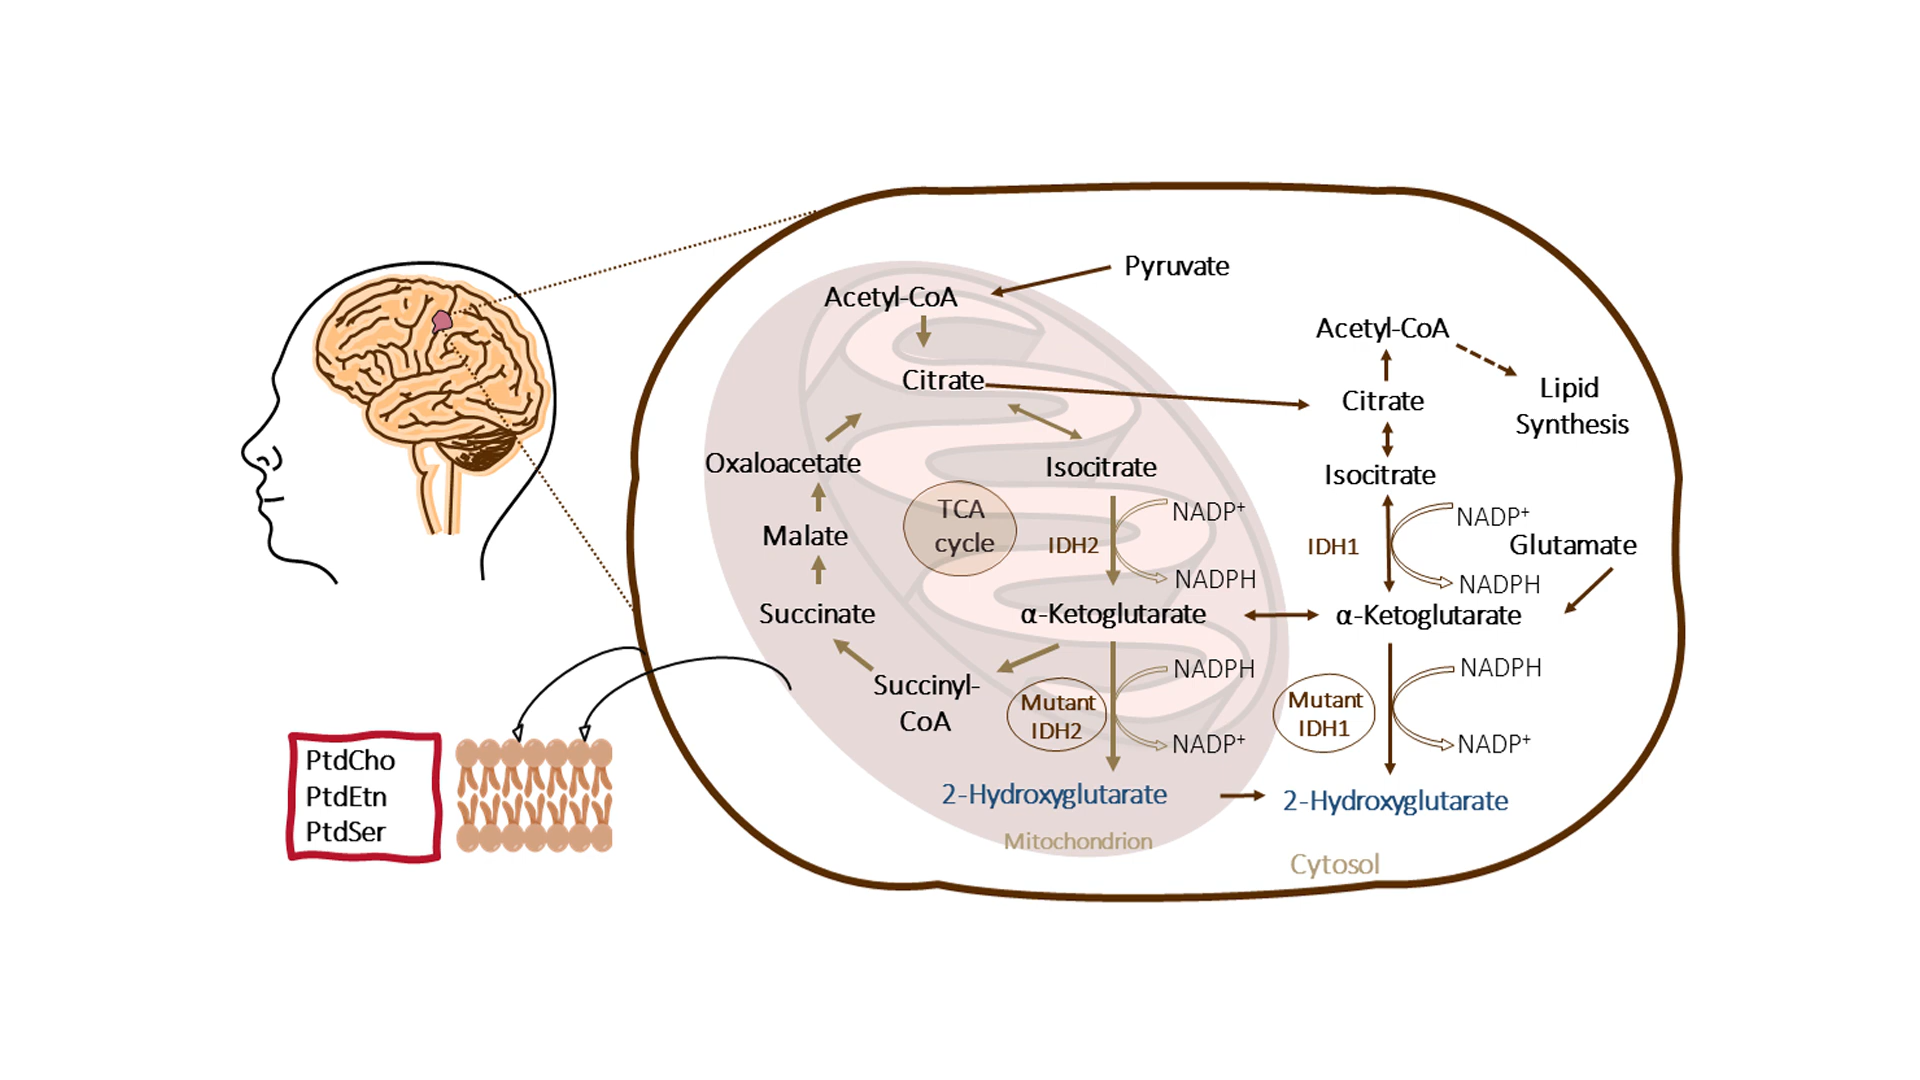 Pyruvate
Acetyl-CoA
Citrate
Oxaloacetate
Isocitrate
TCA
cycle
NADP⁺
IDH2
Malate
NADPH
Succinate
α-Ketoglutarate
NADPH
Succinyl-
CoA
Mutant
IDH2
NADP⁺
2-Hydroxyglutarate
Mitochondrion
Acetyl-CoA
Lipid
Synthesis
Citrate
Isocitrate
NADP⁺
IDH1
Glutamate
NADPH
α-Ketoglutarate
NADPH
Mutant
IDH1
NADP⁺
2-Hydroxyglutarate
Cytosol
PtdCho
PtdEtn
PtdSer